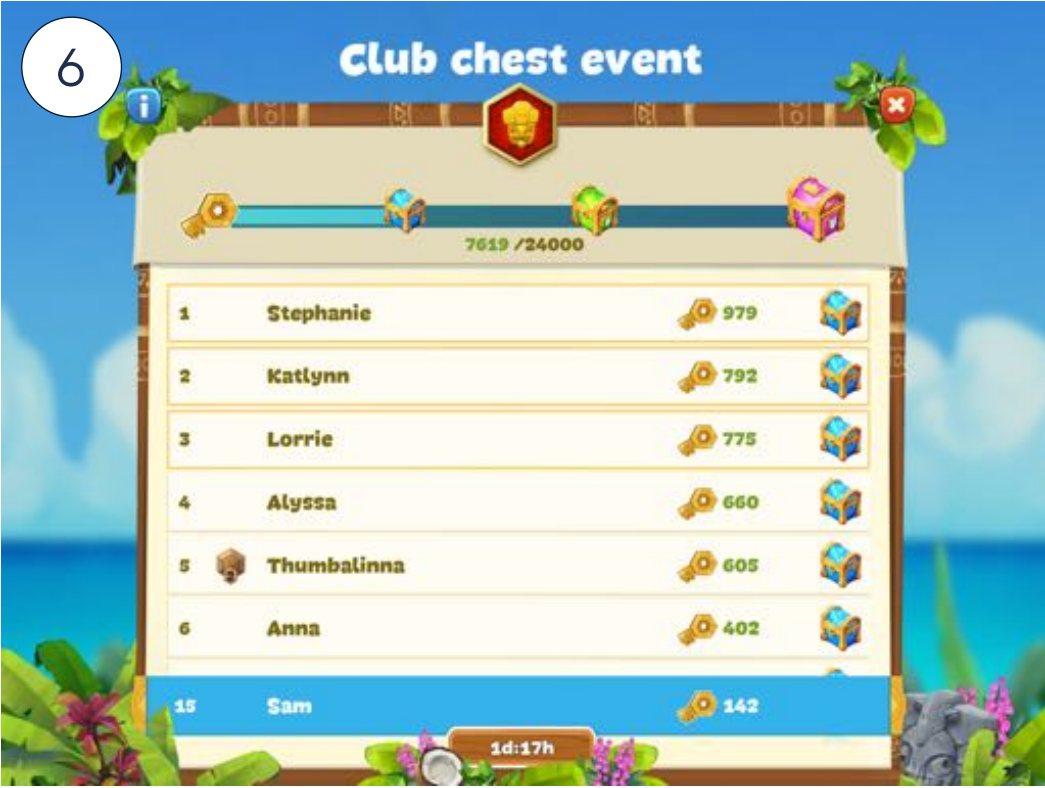 6
Club chest event
i
7619 /24000
1 Stephanie 979
2 Katlynn 792
3 Lorrie 775
4 Alyssa 660
5 Thumbalinna 605
6 Anna 402
15 Sam 142
1d:17h